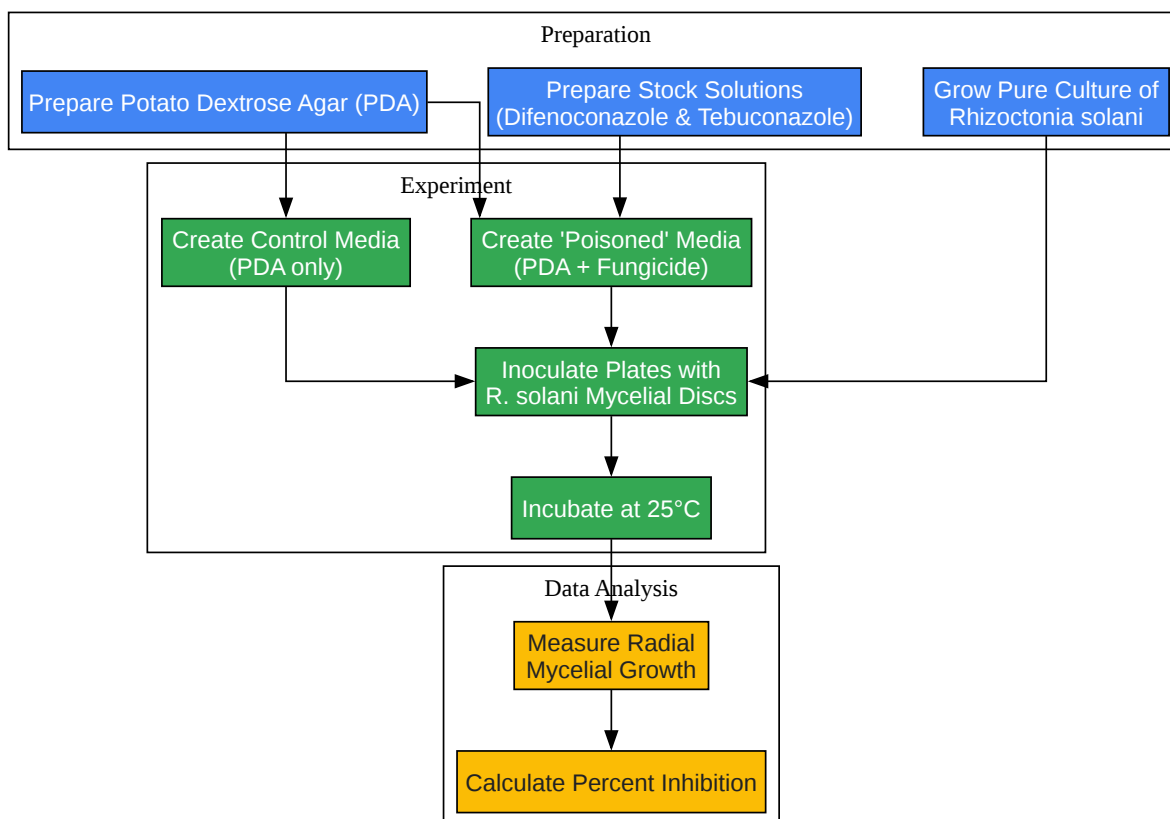 Preparation
Prepare Potato Dextrose Agar (PDA)
Prepare Stock Solutions
(Difenoconazole & Tebuconazole)
Grow Pure Culture of
Rhizoctonia solani
Experiment
Create Control Media
(PDA only)
Create 'Poisoned' Media
(PDA + Fungicide)
Inoculate Plates with
R. solani Mycelial Discs
Incubate at 25°C
Data Analysis
Measure Radial
Mycelial Growth
Calculate Percent Inhibition